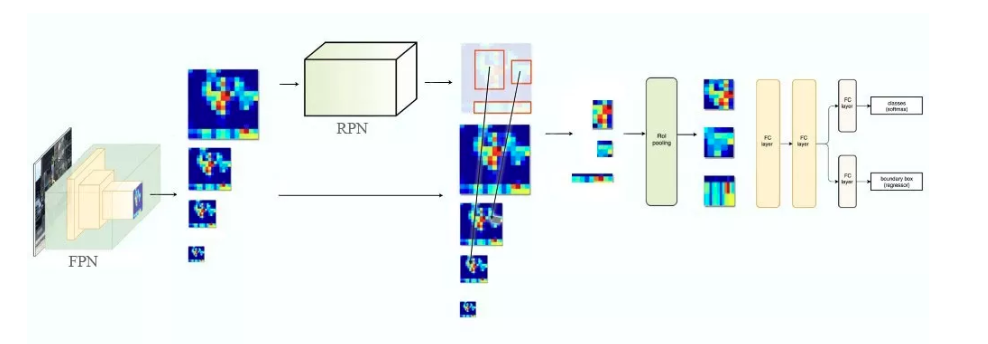 FPN
RPN
RoI
pooling
FC
layer
FC
layer
FC
layer
classes
(softmax)
FC
layer
boundary box
(regressor)